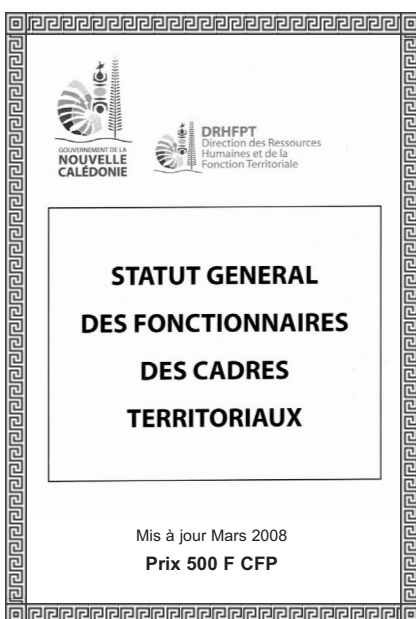 GOUVERNEMENT DE LA
NOUVELLE
CALÉDONIE
DRHFPT
Direction des Ressources
Humaines et de la
Fonction Territoriale
STATUT GENERAL
DES FONCTIONNAIRES
DES CADRES
TERRITORIAUX
Mis à jour Mars 2008
Prix 500 F CFP